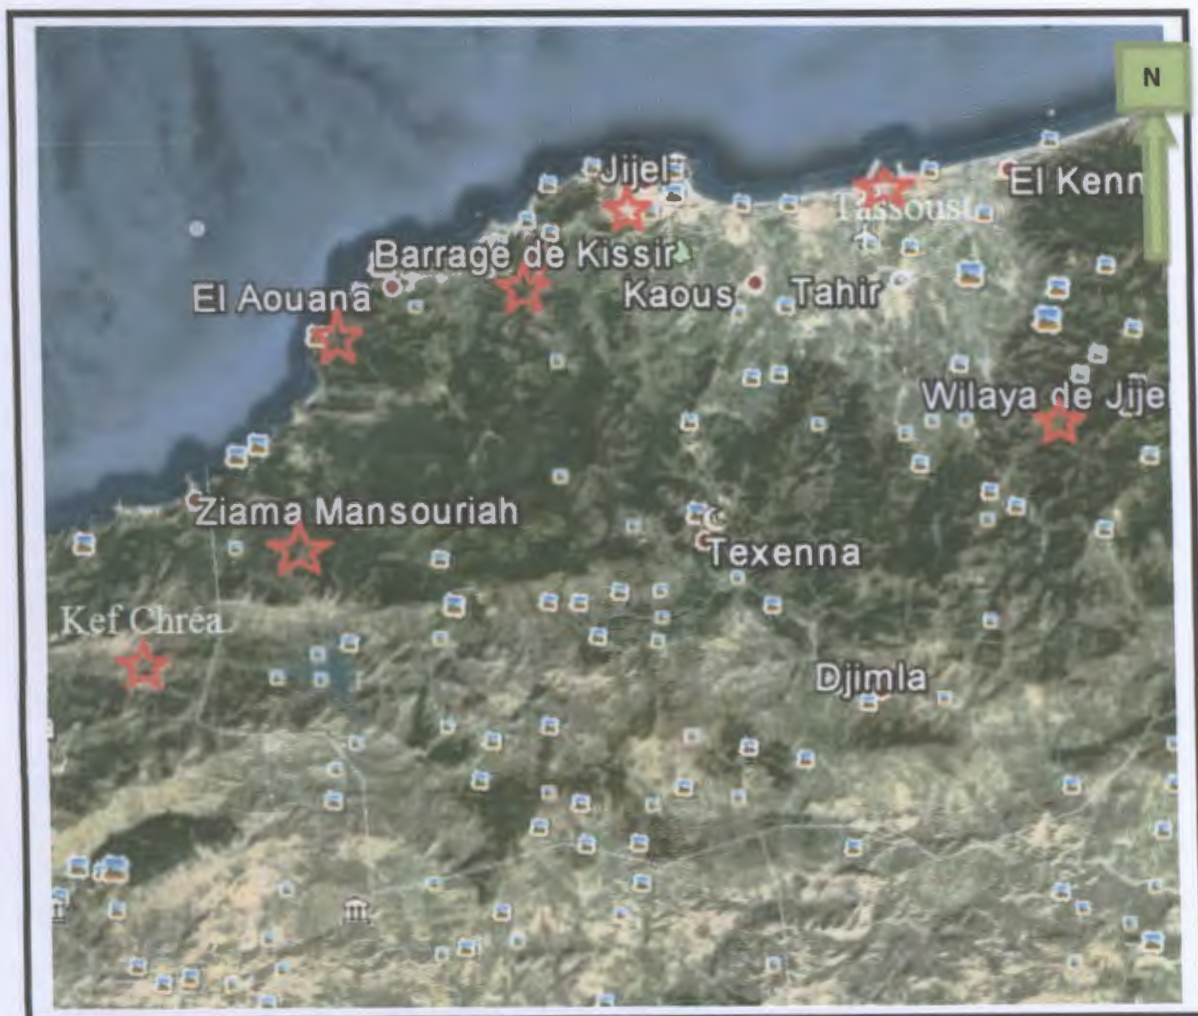 N
Jijel
El Kenn
Tassoust
Barrage de Kissir
El Aouana
Kaous
Tahir
Wilaya de Jijel
Ziama Mansouriah
Texenna
Kef Chréa
Djimla